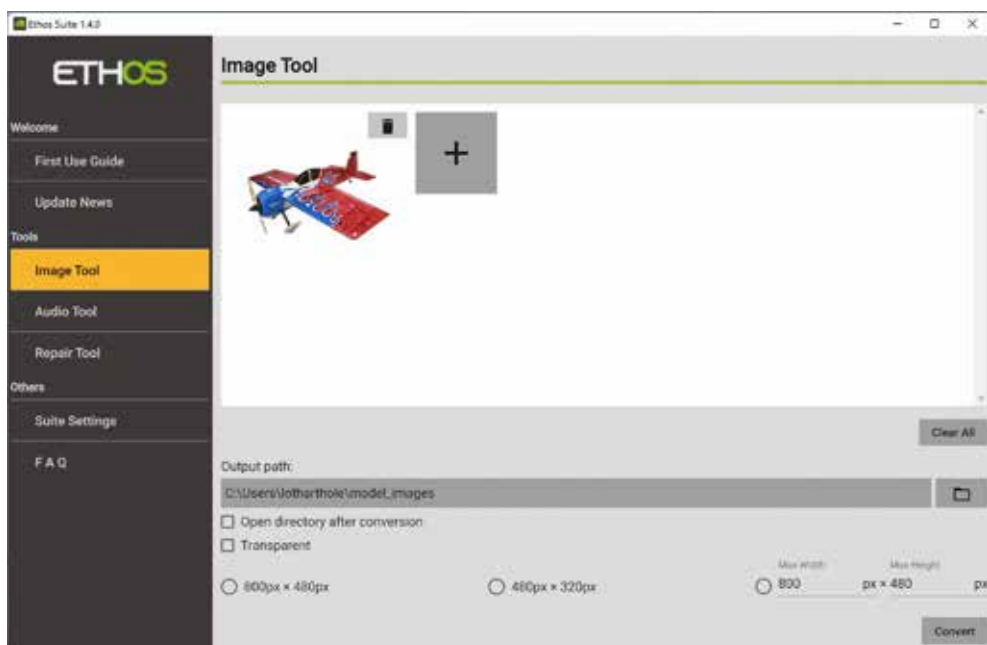 Ethos Suite 1.4.0
ETHOS
Image Tool
Welcome
First Use Guide
Update News
Tools
Image Tool
Audio Tool
Repair Tool
Others
Suite Settings
F A Q
Clear All
Output path:
C:\Users\lotharthole\model_images
Open directory after conversion
Transparent
Max Width Max Height
800px × 480px 480px × 320px 800 px × 480 px
Convert